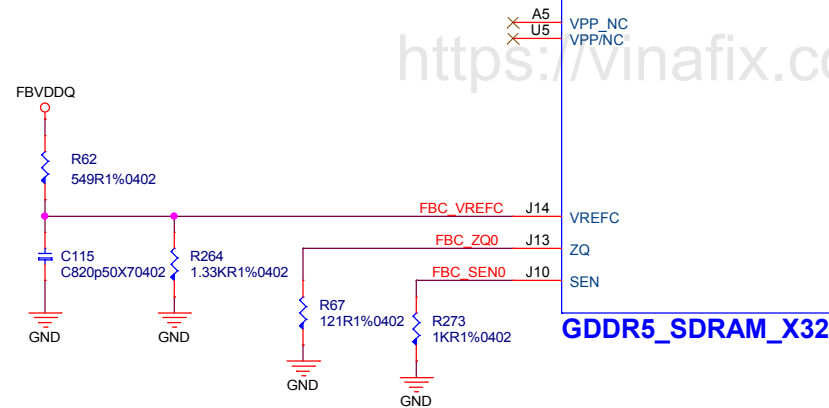 A5
VPP_NC
U5
VPP/NC
https://vinafix.co
FBVDDQ
R62
549R1%0402
FBC_VREFC
J14
VREFC
FBC_ZQ0
J13
ZQ
C115
C820p50X70402
R264
1.33KR1%0402
FBC_SEN0
J10
SEN
R67
121R1%0402
R273
1KR1%0402
GDDR5_SDRAM_X32
GND
GND
GND
GND